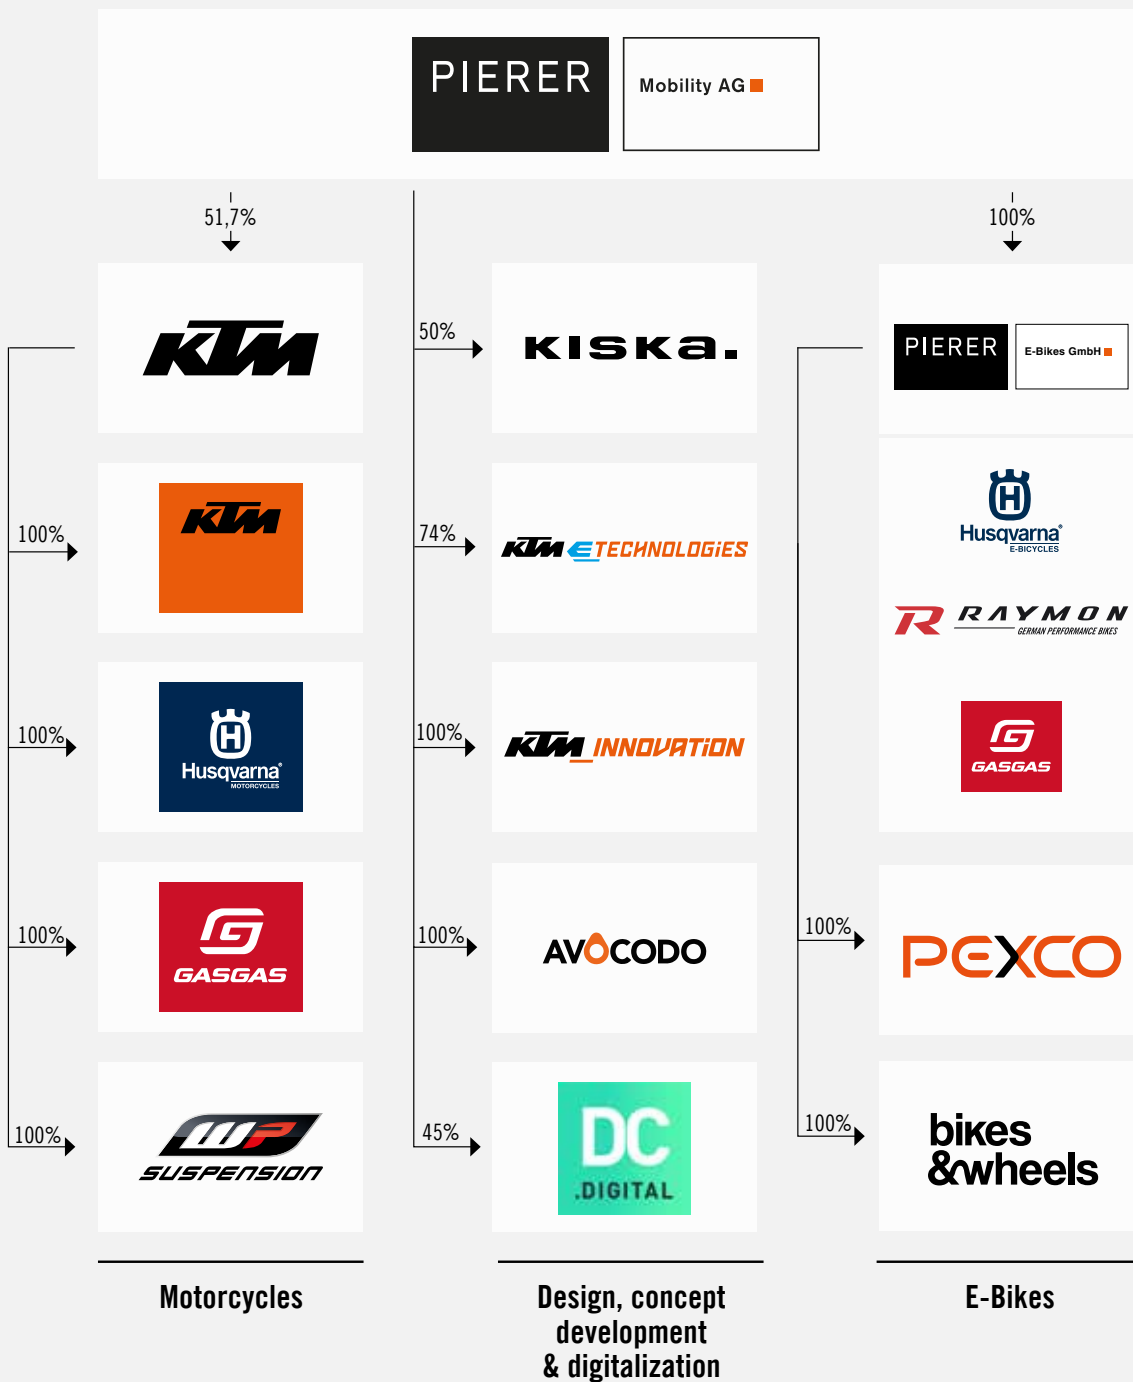 PIERER
Mobility AG
51,7%
100%
KTM
50%
KISKA.
PIERER
E-Bikes GmbH
100%
KTM
74%
KTM E TECHNOLOGIES
Husqvarna®
E-BICYCLES
R RAYMON
GERMAN PERFORMANCE BIKES
100%
Husqvarna®
MOTORCYCLES
100%
KTM INNOVATION
GASGAS
100%
GASGAS
100%
AVOCODO
100%
PEXCO
100%
WP
SUSPENSION
45%
DC
.DIGITAL
100%
bikes
&wheels
Motorcycles
Design, concept
development
& digitalization
E-Bikes